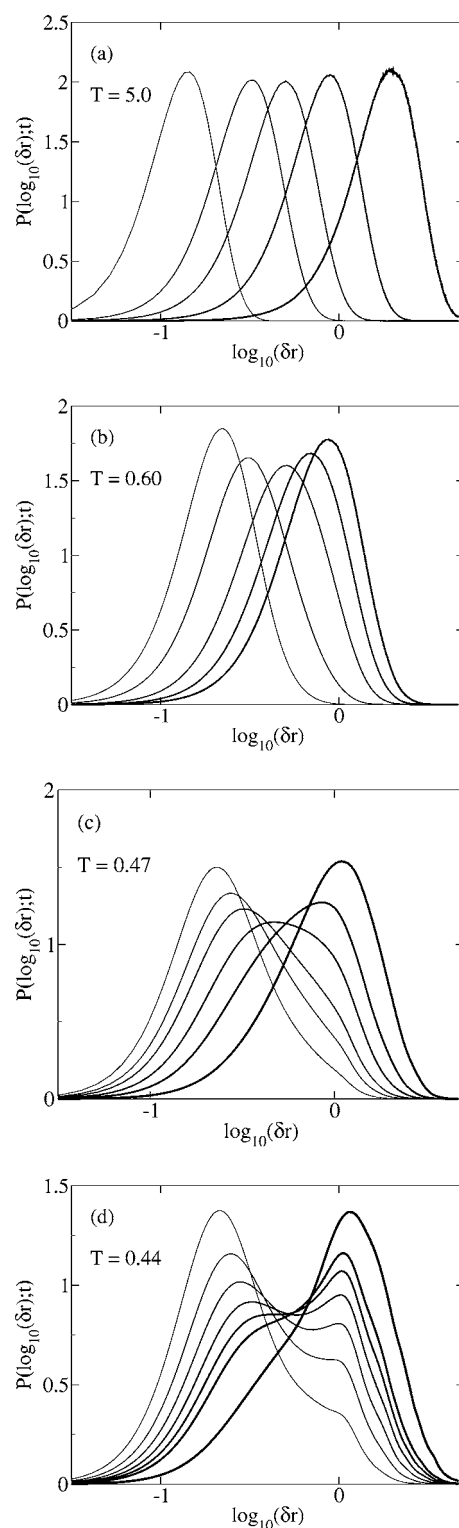 2.5
(a)
T = 5.0
2
1.5
1
0.5
0
P(log₁₀(δr);t)
-1
0
log₁₀(δr)
2
(b)
T = 0.60
1.5
1
0.5
0
P(log₁₀(δr);t)
-1
0
log₁₀(δr)
2
(c)
T = 0.47
1
0
P(log₁₀(δr);t)
-1
0
log₁₀(δr)
1.5
(d)
T = 0.44
1
0.5
0
P(log₁₀(δr);t)
-1
0
log₁₀(δr)